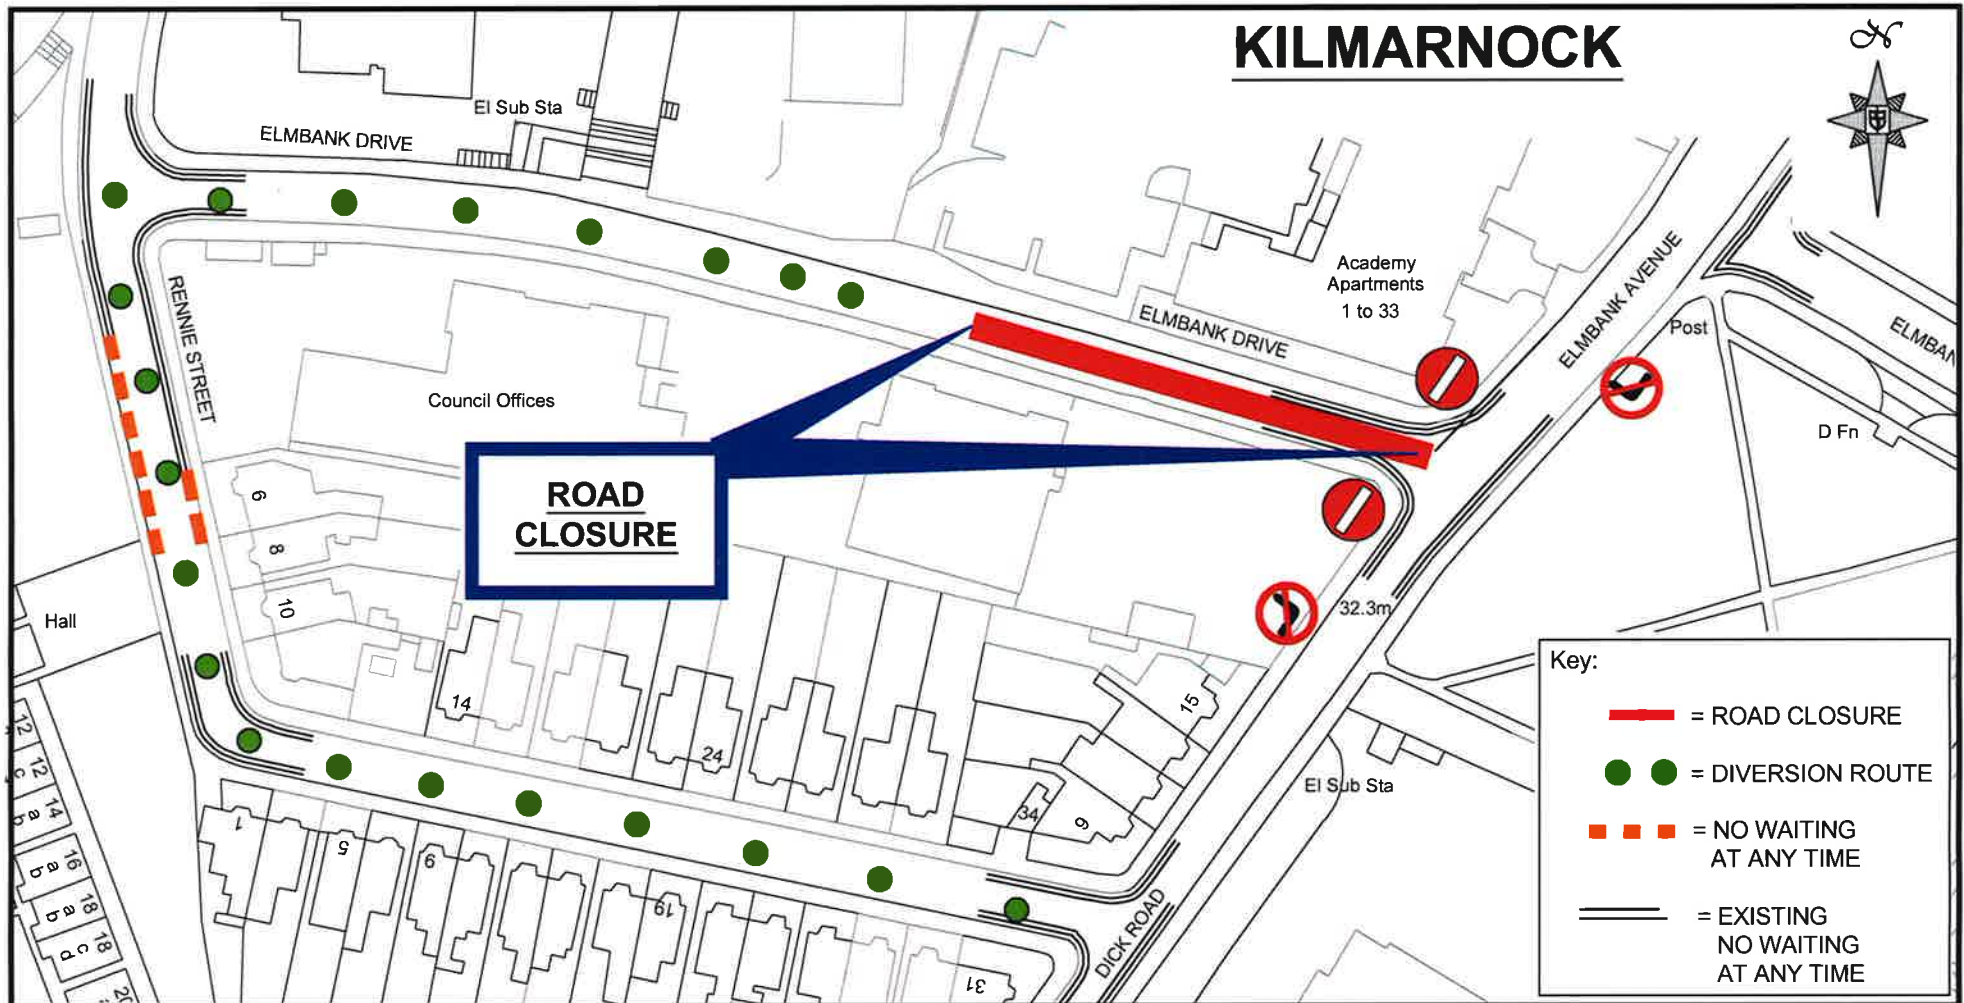 KILMARNOCK
N
El Sub Sta
ELMBANK DRIVE
RENNIE STREET
Council Offices
Academy
Apartments
1 to 33
ELMBANK DRIVE
ELMBANK AVENUE
Post
ELMBAN
D Fn
ROAD
CLOSURE
6
8
10
Hall
14
24
32.3m
15
34
9
El Sub Sta
DICK ROAD
1
5
9
19
31
12
12
c
14
a
b
16
a
b
18
a
b
18
c
d
20
Key:
= ROAD CLOSURE
= DIVERSION ROUTE
= NO WAITING
AT ANY TIME
= EXISTING
NO WAITING
AT ANY TIME